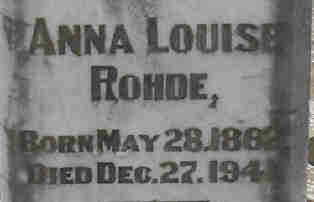 ANNA LOUISE
ROHDE,
BORN MAY 28. 1862.
DIED DEC. 27.